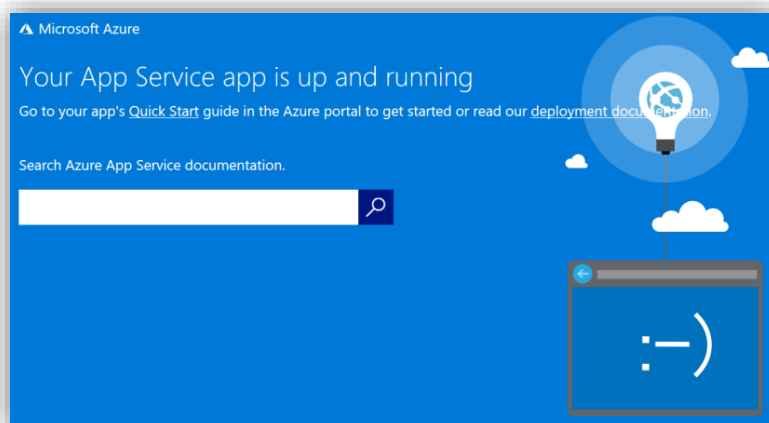 Microsoft Azure
Your App Service app is up and running
Go to your app's Quick Start guide in the Azure portal to get started or read our deployment documentation.
Search Azure App Service documentation.
:-)